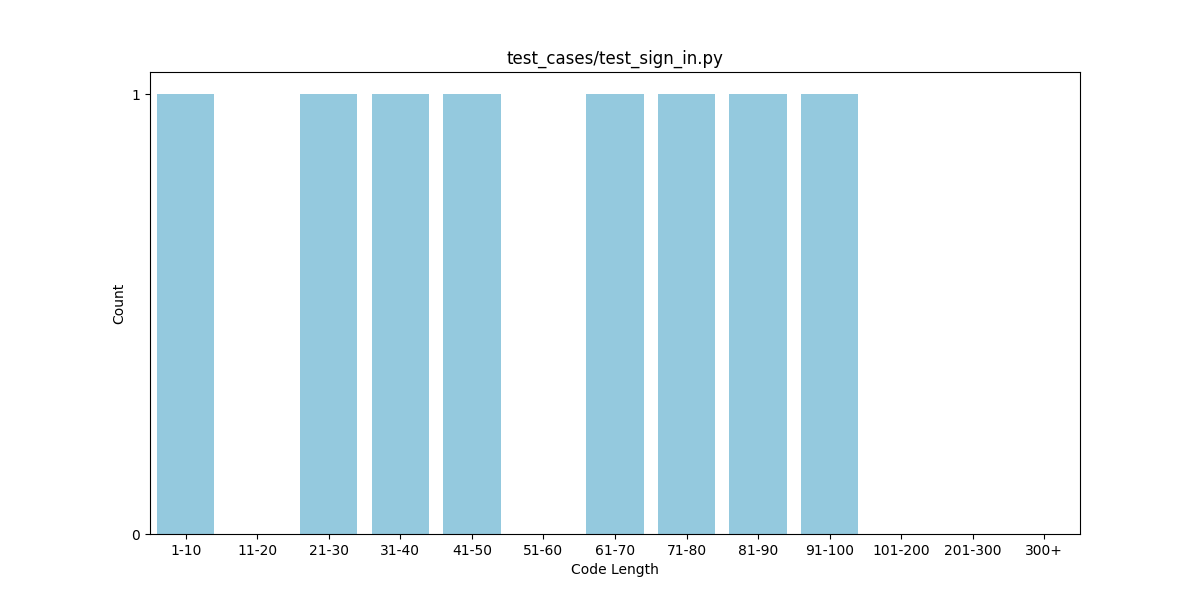 test_cases/test_sign_in.py
1
0
Count
1-10 11-20 21-30 31-40 41-50 51-60 61-70 71-80 81-90 91-100 101-200 201-300 300+
Code Length